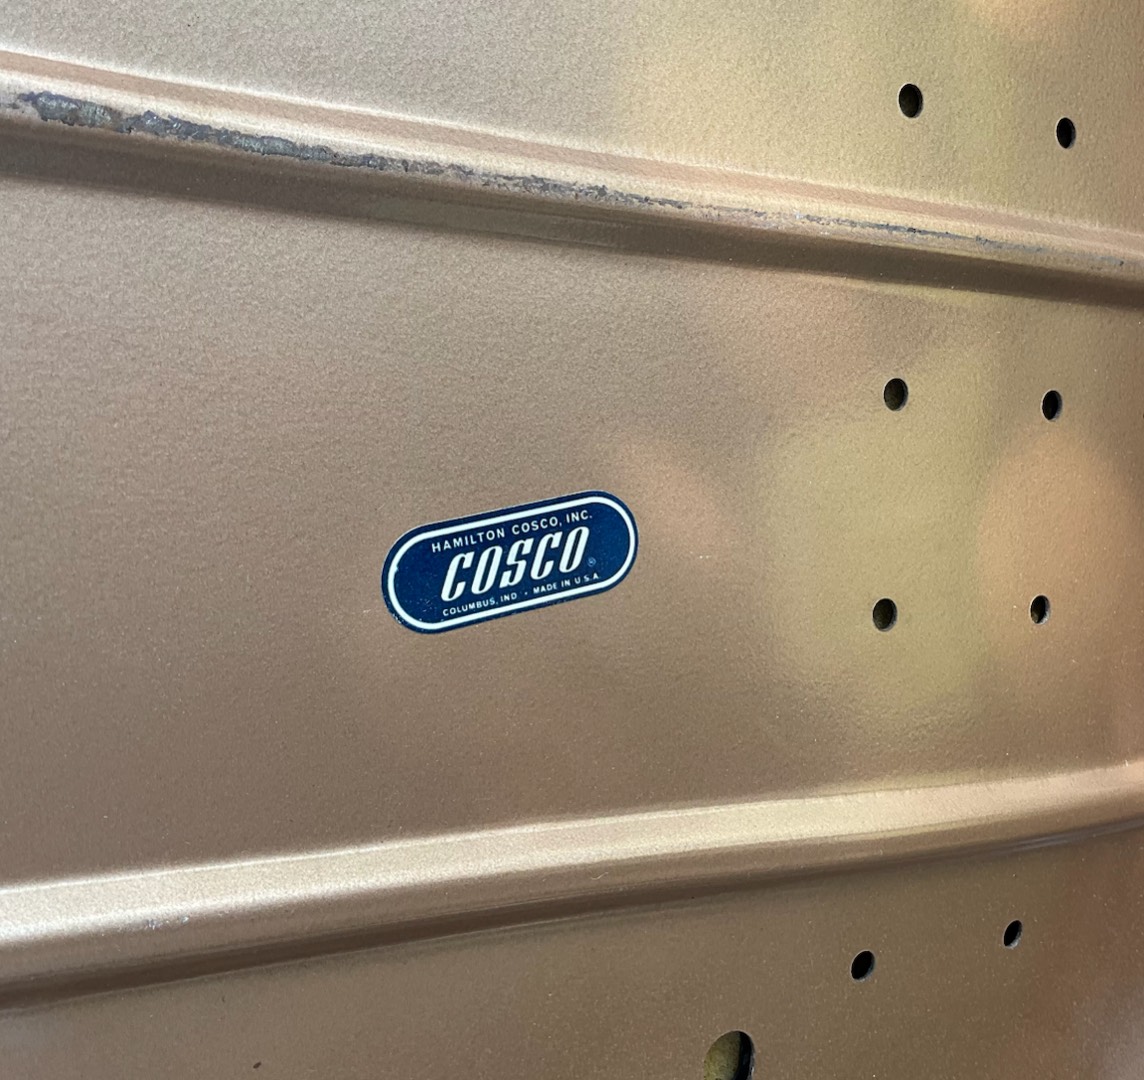 HAMILTON COSCO, INC.
COSCO ®
COLUMBUS, IND • MADE IN U.S.A.